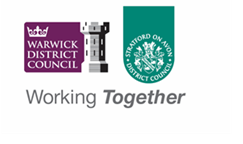 WARWICK
DISTRICT
COUNCIL
STRATFORD ON AVON
DISTRICT COUNCIL
Working Together